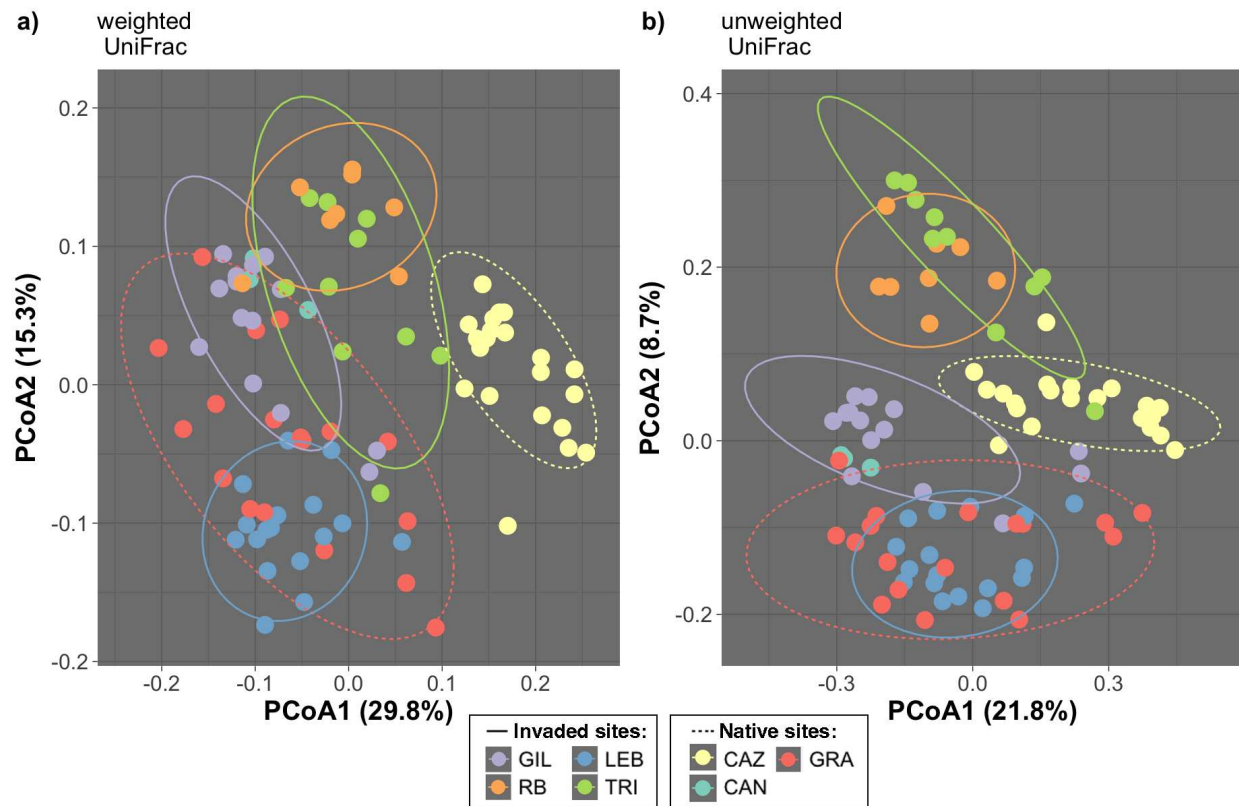 a)
weighted
UniFrac
b)
unweighted
UniFrac
PCoA2 (15.3%)
0.2
0.1
0.0
-0.1
-0.2
-0.2
-0.1
0.0
0.1
0.2
PCoA1 (29.8%)
PCoA2 (8.7%)
0.4
0.2
0.0
-0.2
-0.3
0.0
0.3
PCoA1 (21.8%)
Invaded sites:
GIL LEB
RB TRI
Native sites:
CAZ GRA
CAN